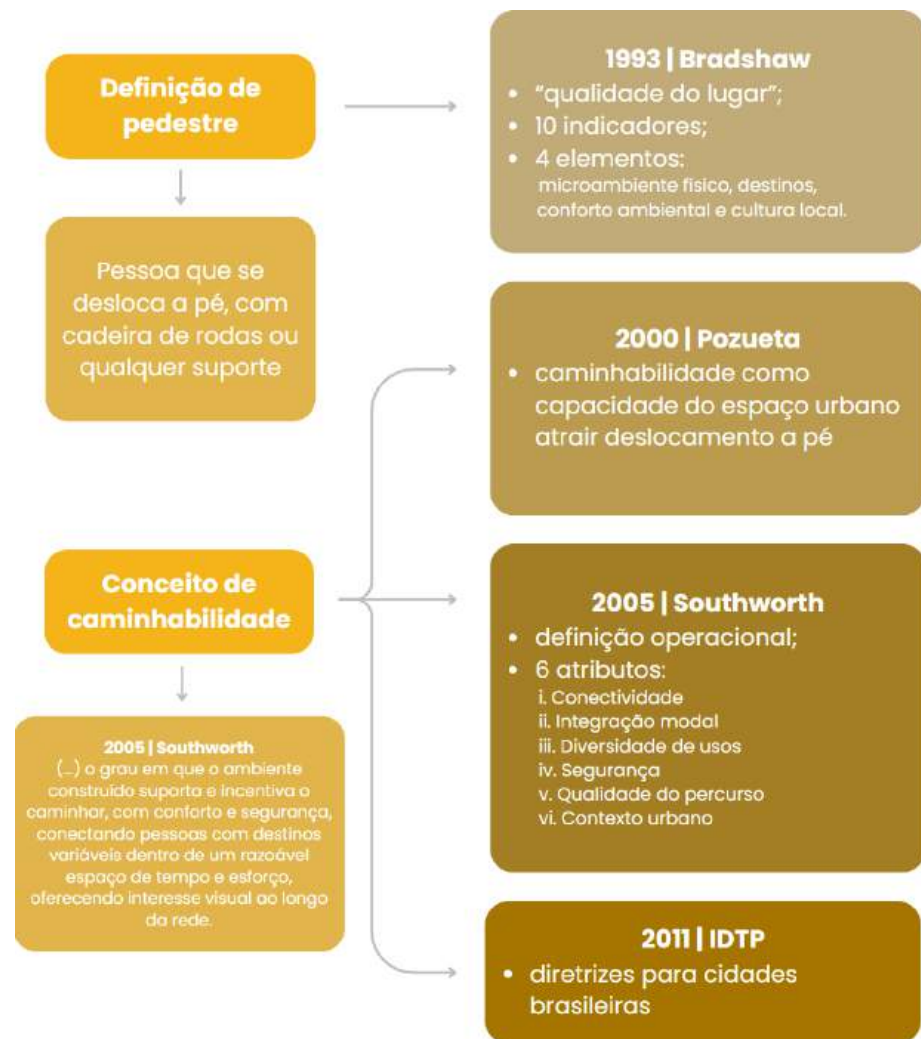 Definição de
pedestre
Pessoa que se
desloca a pé, com
cadeira de rodas ou
qualquer suporte
Conceito de
caminhabilidade
2005 | Southworth
(...) o grau em que o ambiente
construído suporta e incentiva o
caminhar, com conforto e segurança,
conectando pessoas com destinos
variáveis dentro de um razoável
espaço de tempo e esforço,
oferecendo interesse visual ao longo
da rede.
1993 | Bradshaw
• “qualidade do lugar”;
• 10 indicadores;
• 4 elementos:
microambiente físico, destinos,
conforto ambiental e cultura local.
2000 | Pozueta
• caminhabilidade como
capacidade do espaço urbano
atrair deslocamento a pé
2005 | Southworth
• definição operacional;
• 6 atributos:
i. Conectividade
ii. Integração modal
iii. Diversidade de usos
iv. Segurança
v. Qualidade do percurso
vi. Contexto urbano
2011 | IDTP
• diretrizes para cidades
brasileiras